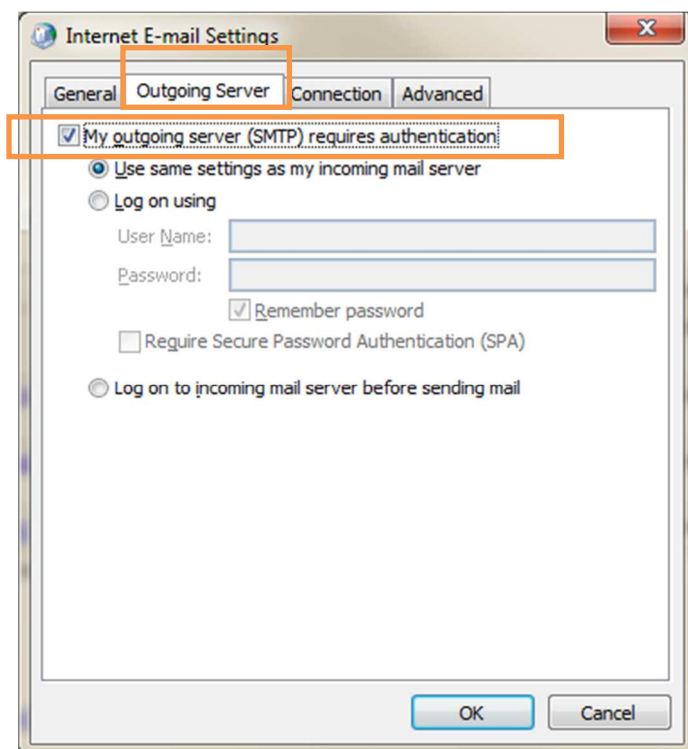 Internet E-mail Settings
General Outgoing Server Connection Advanced
My outgoing server (SMTP) requires authentication
Use same settings as my incoming mail server
Log on using
User Name:
Password:
Remember password
Require Secure Password Authentication (SPA)
Log on to incoming mail server before sending mail
OK Cancel